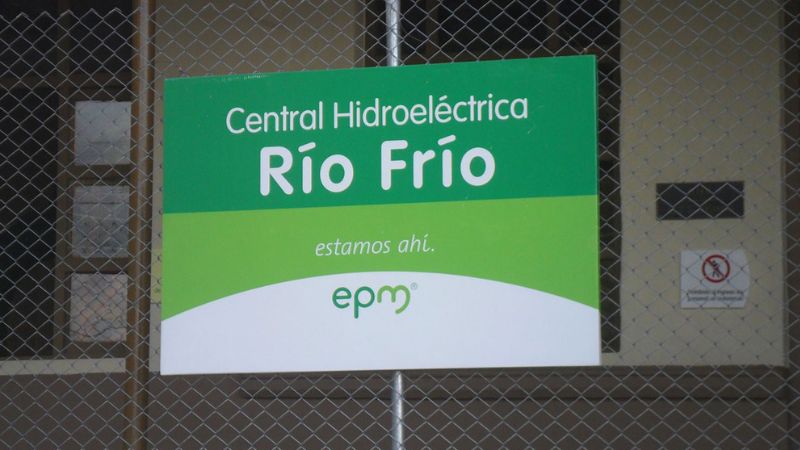 Central Hidroeléctrica
Río Frío
estamos ahí.
epm®